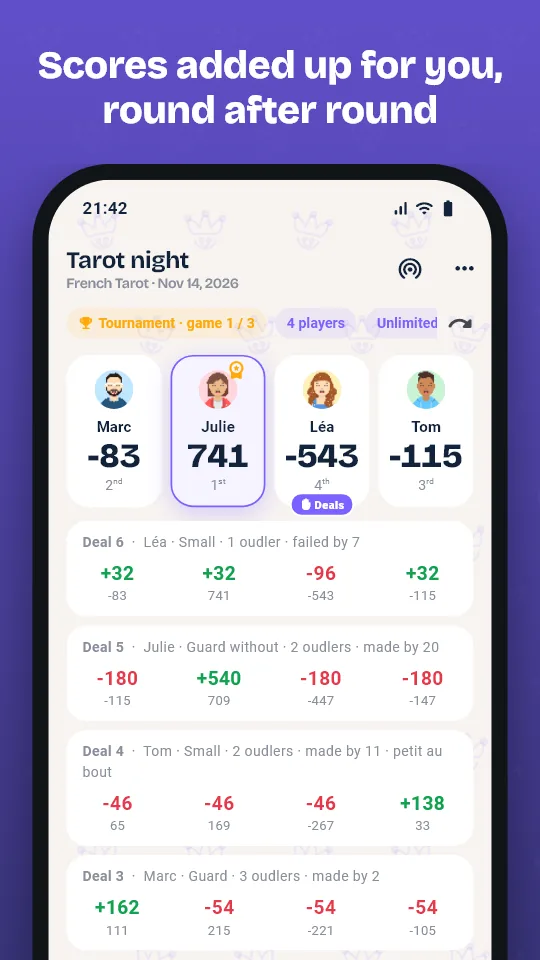 Scores added up for you,
round after round
21:42
Tarot night
French Tarot · Nov 14, 2026
Tournament · game 1 / 3
4 players
Unlimited
Marc
Julie
Léa
Tom
-83
741
-543
-115
2nd
1st
4th
3rd
Deals
Deal 6 · Léa · Small · 1 oudler · failed by 7
+32 +32 -96 +32
-83 741 -543 -115
Deal 5 · Julie · Guard without · 2 oudlers · made by 20
-180 +540 -180 -180
-115 709 -447 -147
Deal 4 · Tom · Small · 2 oudlers · made by 11 · petit au
bout
-46 -46 -46 +138
65 169 -267 33
Deal 3 · Marc · Guard · 3 oudlers · made by 2
+162 -54 -54 -54
111 215 -221 -105